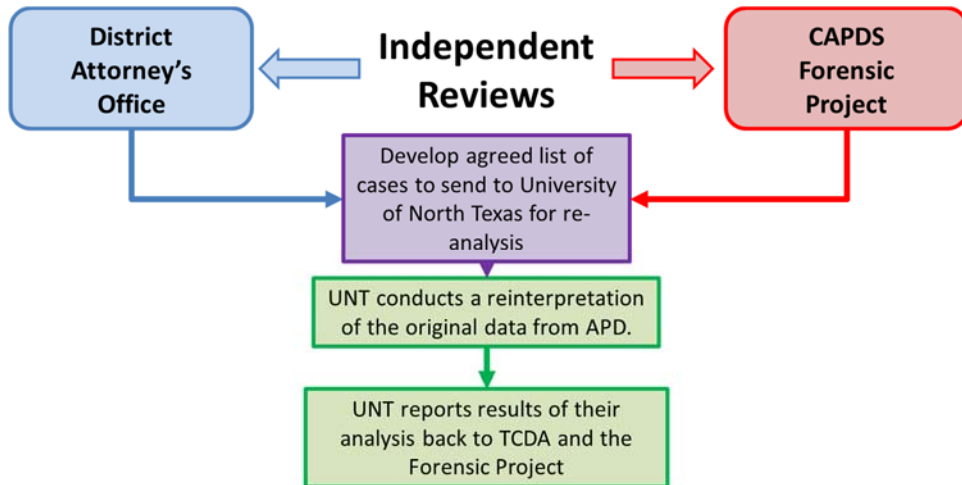 District
Attorney's
Office
Independent
Reviews
CAPDS
Forensic
Project
Develop agreed list of
cases to send to University
of North Texas for re-
analysis
UNT conducts a reinterpretation
of the original data from APD.
UNT reports results of their
analysis back to TCDA and the
Forensic Project